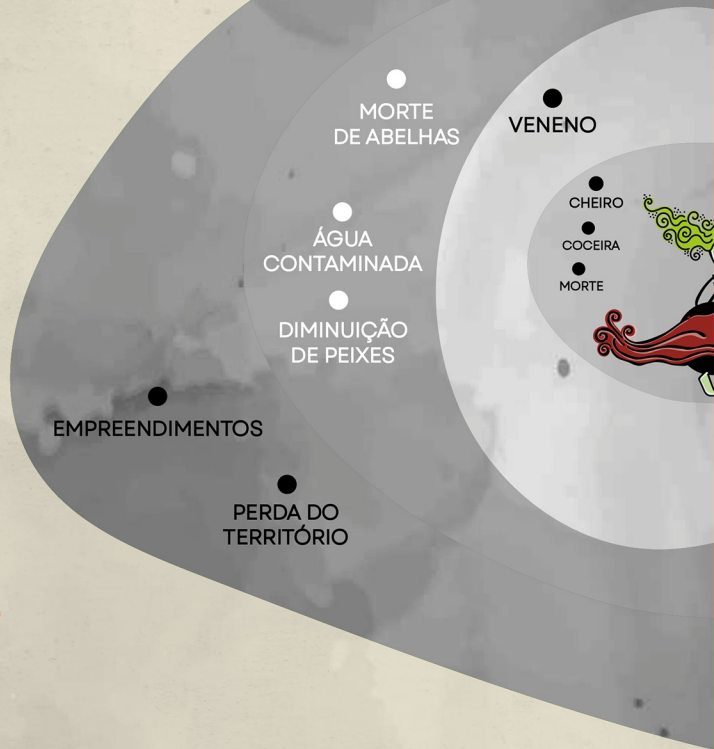 MORTE
DE ABELHAS
VENENO
CHEIRO
ÁGUA
CONTAMINADA
COCEIRA
MORTE
DIMINUIÇÃO
DE PEIXES
EMPREENDIMENTOS
PERDA DO
TERRITÓRIO